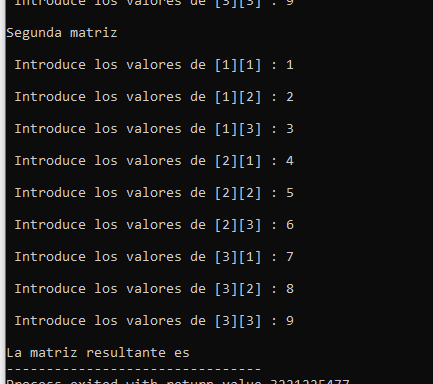 Introduce los valores de [3][3] : 9
Segunda matriz
Introduce los valores de [1][1] : 1
Introduce los valores de [1][2] : 2
Introduce los valores de [1][3] : 3
Introduce los valores de [2][1] : 4
Introduce los valores de [2][2] : 5
Introduce los valores de [2][3] : 6
Introduce los valores de [3][1] : 7
Introduce los valores de [3][2] : 8
Introduce los valores de [3][3] : 9
La matriz resultante es
--------------------------------
Process exited with return value 3221225477